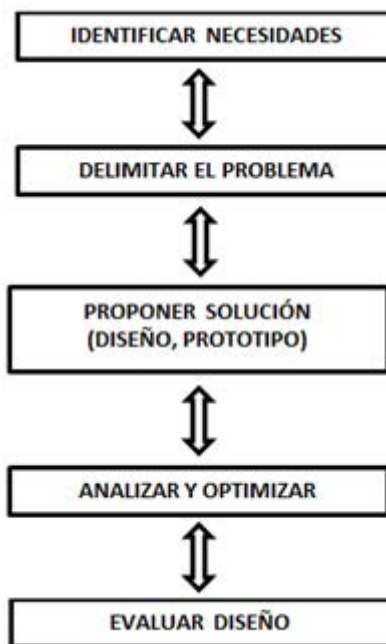 IDENTIFICAR NECESIDADES
DELIMITAR EL PROBLEMA
PROPONER SOLUCIÓN
(DISEÑO, PROTOTIPO)
ANALIZAR Y OPTIMIZAR
EVALUAR DISEÑO